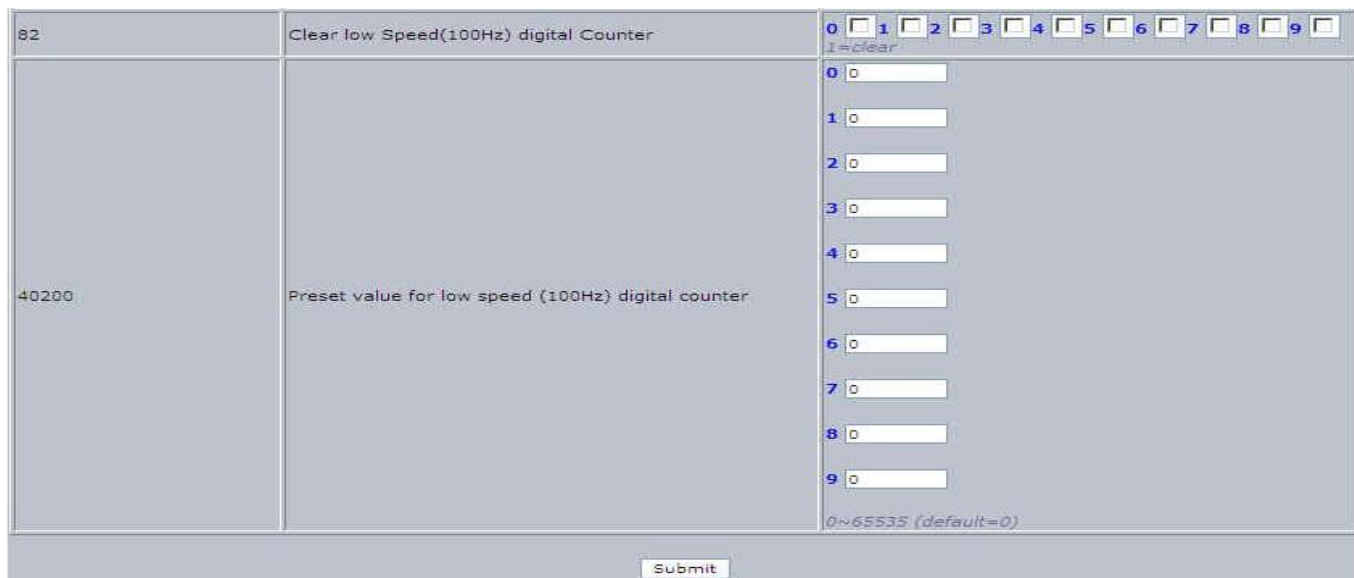 82
Clear low Speed(100Hz) digital Counter
0 1 2 3 4 5 6 7 8 9
1=clear
40200
Preset value for low speed (100Hz) digital counter
0 0
1 0
2 0
3 0
4 0
5 0
6 0
7 0
8 0
9 0
0~65535 (default=0)
Submit